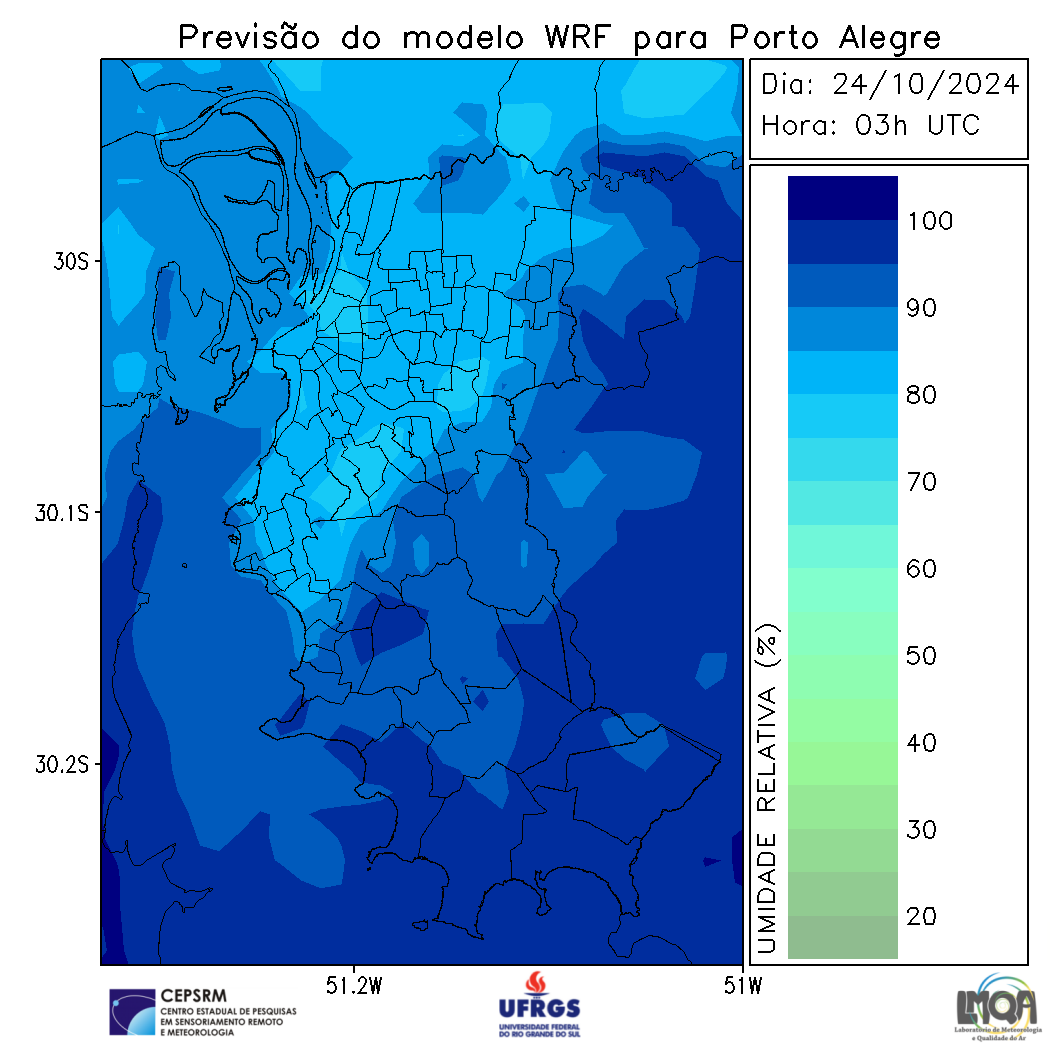 Previsão do modelo WRF para Porto Alegre
Dia: 24/10/2024
Hora: 03h UTC
30S
30.1S
30.2S
51.2W
51W
UMIDADE RELATIVA (%)
100
90
80
70
60
50
40
30
20
CEPSRM
CENTRO ESTADUAL DE PESQUISAS
EM SENSORIAMENTO REMOTO
E METEOROLOGIA
UFRGS
UNIVERSIDADE FEDERAL
DO RIO GRANDE DO SUL
LMQA
Laboratório de Meteorologia
e Qualidade do Ar